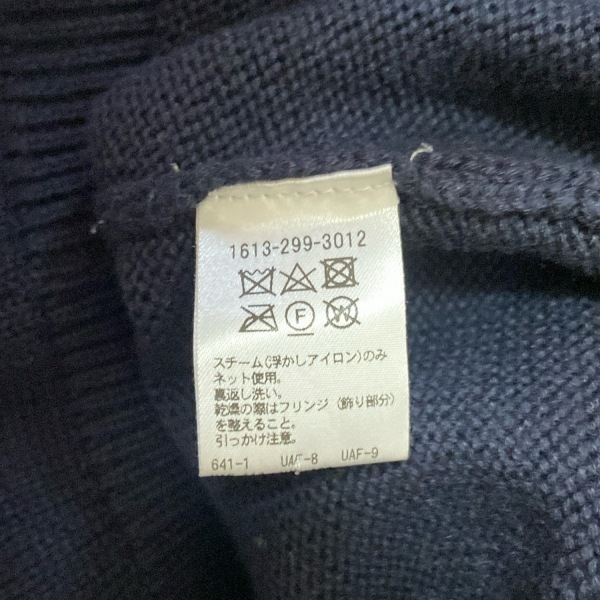 1613-299-3012
F
W
スチーム(浮かしアイロン)のみ
ネット使用。
裏返し洗い。
乾燥の際はフリンジ(飾り部分)
を整えること。
引っかけ注意。
641-1 UAF-8 UAF-9